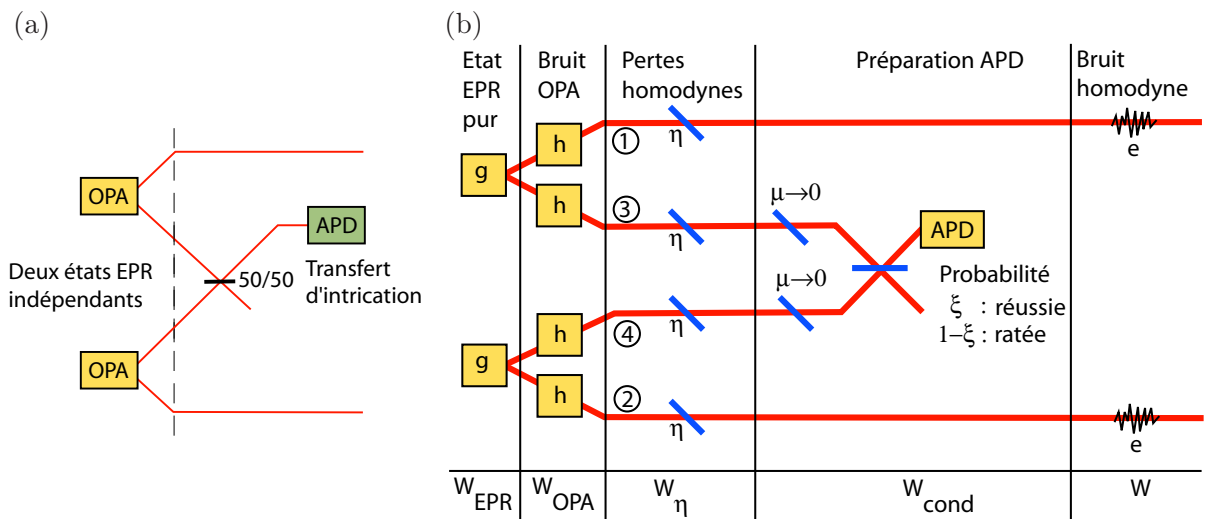 (a)
OPA
APD
50/50
Deux états EPR
indépendants
Transfert
d'intrication
OPA
(b)
Etat
EPR
pur
Bruit
OPA
Pertes
homodynes
Préparation APD
Bruit
homodyne
g
h
h
①
η
e
③
η
μ→0
APD
Probabilité
ξ : réussie
1–ξ : ratée
μ→0
g
h
h
④
η
②
η
e
W_EPR
W_OPA
W_η
W_cond
W